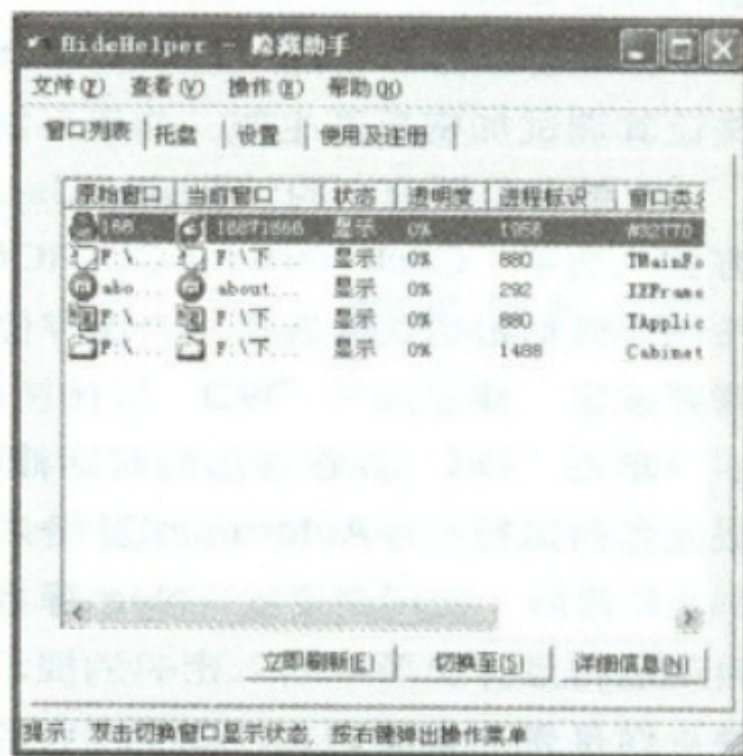 HideHelper - 隐藏助手
文件(F) 查看(V) 操作(E) 帮助(H)
窗口列表 托盘 设置 使用及注册
原始窗口 当前窗口 状态 透明度 进程标识 窗口类
显示 0%
F:\... F:\下... 显示 0% 880 TMainFo
abo... about... 显示 0% 292 IEFrame
F:\... F:\下... 显示 0% 880 TApplic
F:\... F:\下... 显示 0% 1488 Cabinet
立即刷新(E) 切换至(S) 详细信息(N)
提示: 双击切换窗口显示状态, 按右键弹出操作菜单